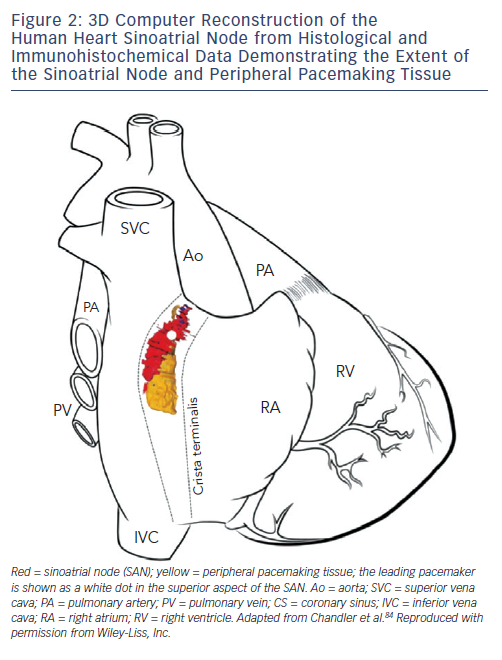 Figure 2: 3D Computer Reconstruction of the
Human Heart Sinoatrial Node from Histological and
Immunohistochemical Data Demonstrating the Extent of
the Sinoatrial Node and Peripheral Pacemaking Tissue
SVC
Ao
PA
PA
RV
PV
RA
Crista terminalis
IVC
Red = sinoatrial node (SAN); yellow = peripheral pacemaking tissue; the leading pacemaker
is shown as a white dot in the superior aspect of the SAN. Ao = aorta; SVC = superior vena
cava; PA = pulmonary artery; PV = pulmonary vein; CS = coronary sinus; IVC = inferior vena
cava; RA = right atrium; RV = right ventricle. Adapted from Chandler et al.⁸⁴ Reproduced with
permission from Wiley-Liss, Inc.